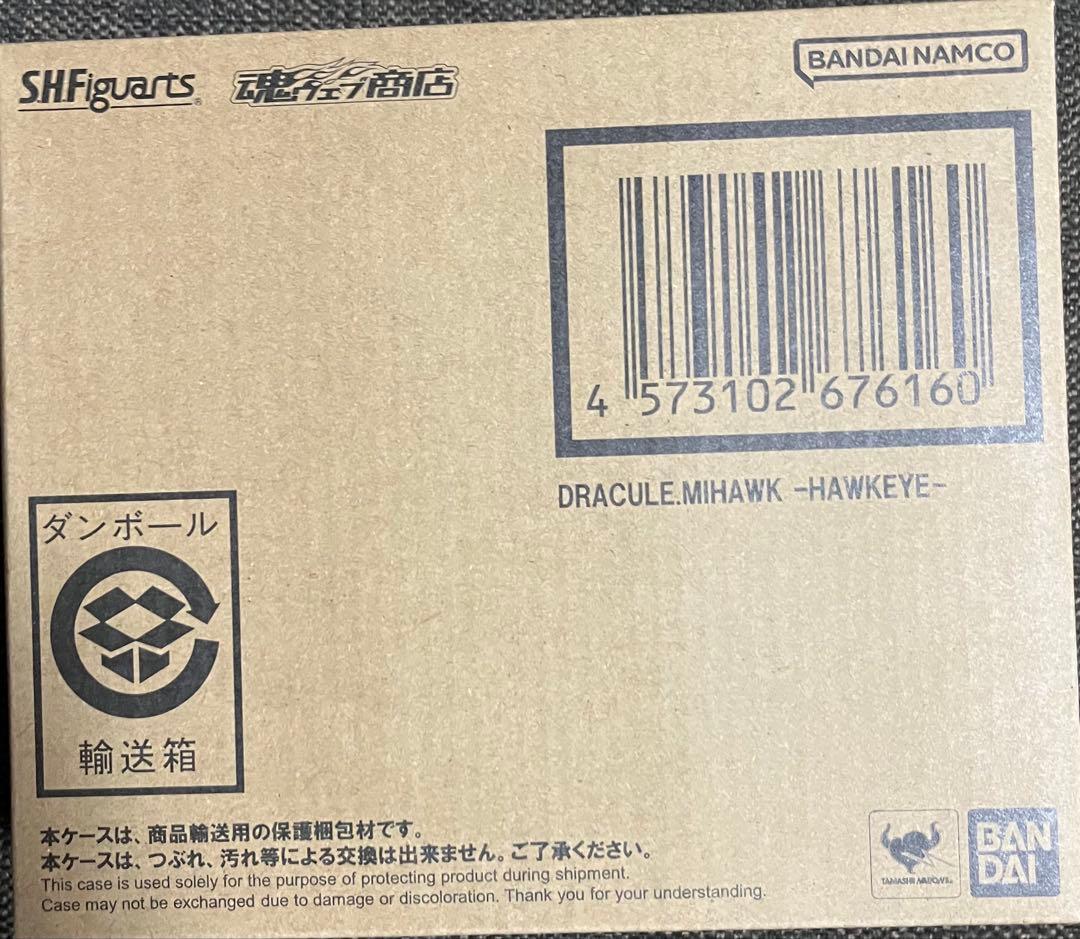 S.H.Figuarts
魂ウェブ商店
BANDAI NAMCO
4 573102 676160
DRACULE.MIHAWK -HAWKEYE-
ダンボール
輸送箱
本ケースは、商品輸送用の保護梱包材です。
本ケースは、つぶれ、汚れ等による交換は出来ません。ご了承ください。
This case is used solely for the purpose of protecting product during shipment.
Case may not be exchanged due to damage or discoloration. Thank you for your understanding.
TAMASHII NATIONS
BAN
DAI